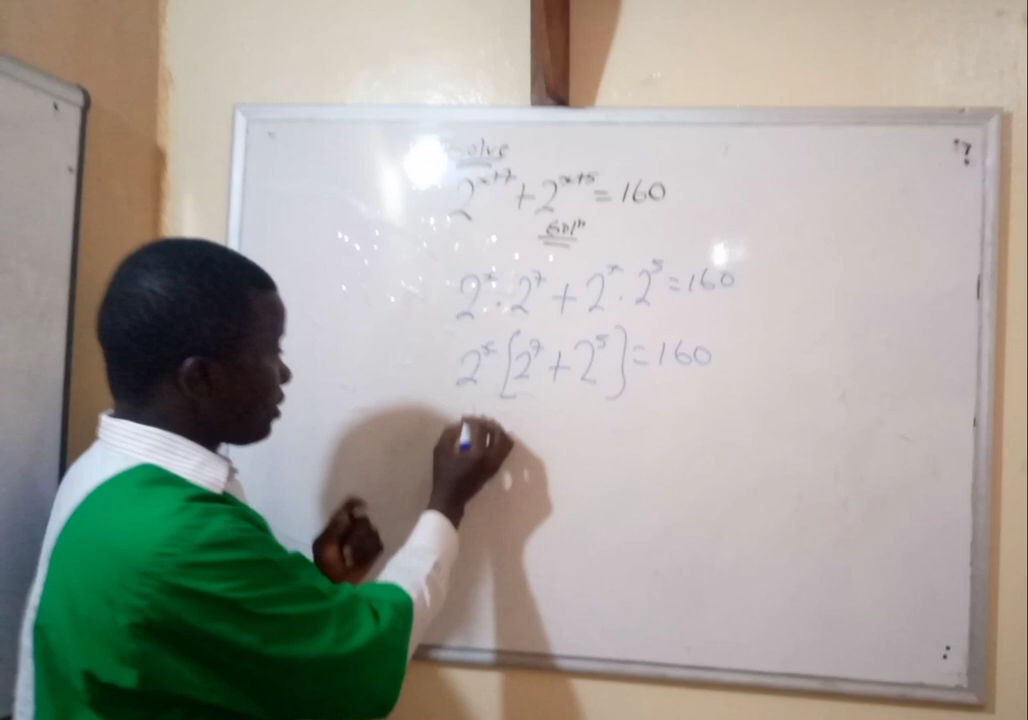 Solve
2^{x+7} + 2^{x+5} = 160
Soln
2^x . 2^7 + 2^x . 2^5 = 160
2^x [2^7 + 2^5] = 160